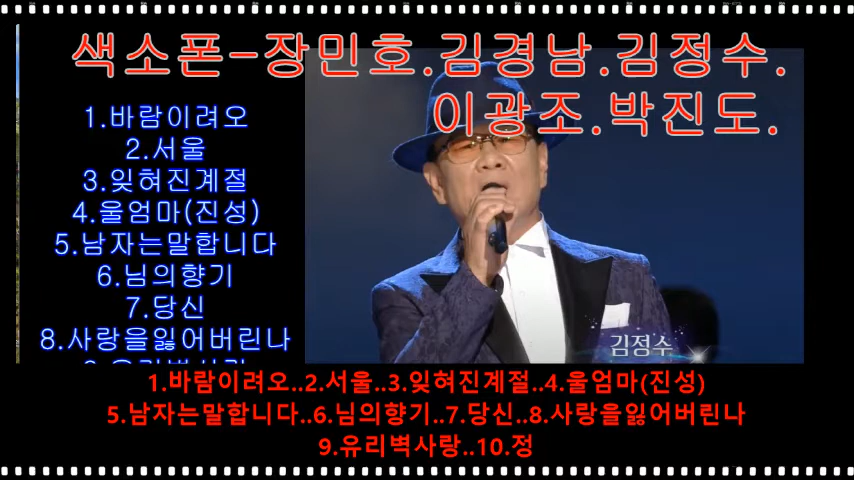 색소폰-장민호.김경남.김정수.
이광조.박진도.
1.바람이려오
2.서울
3.잊혀진계절
4.울엄마(진성)
5.남자는말합니다
6.님의향기
7.당신
8.사랑을잃어버린나
김정수
1.바람이려오..2.서울..3.잊혀진계절..4.울엄마(진성)
5.남자는말합니다..6.님의향기..7.당신..8.사랑을잃어버린나
9.유리벽사랑..10.정